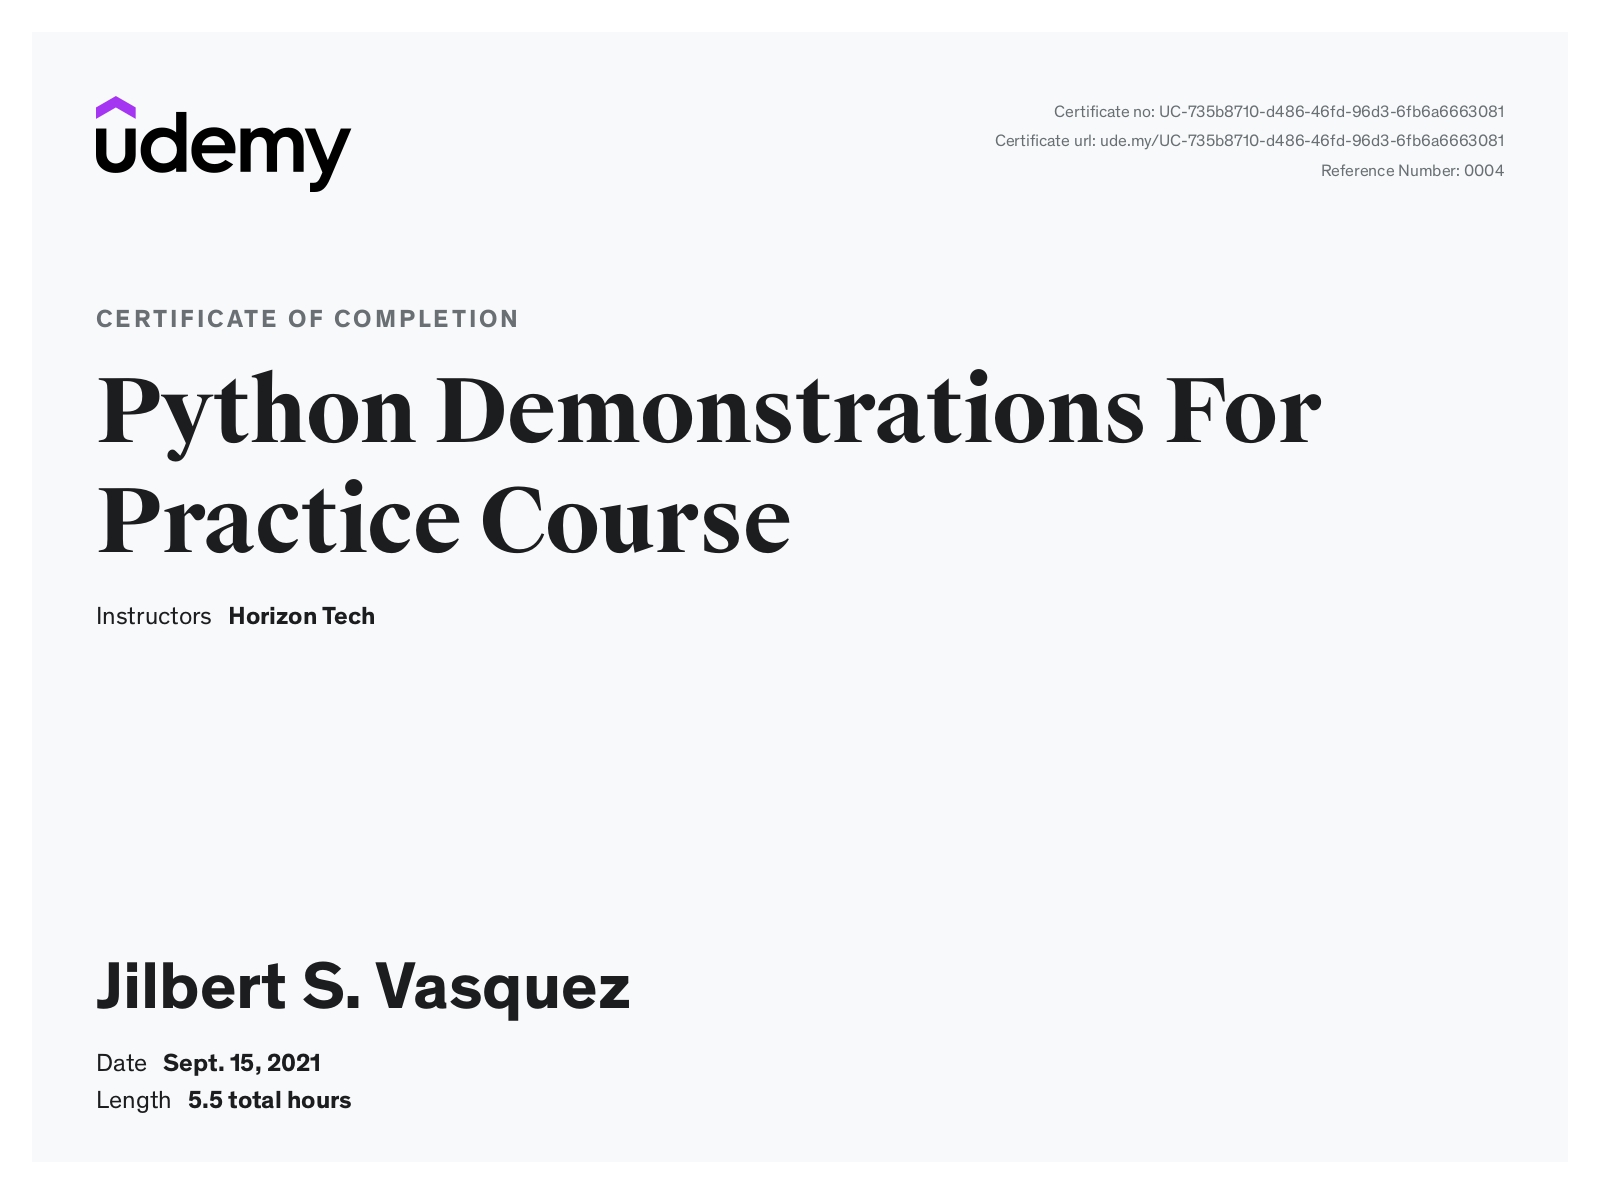 udemy
Certificate no: UC-735b8710-d486-46fd-96d3-6fb6a6663081
Certificate url: ude.my/UC-735b8710-d486-46fd-96d3-6fb6a6663081
Reference Number: 0004
CERTIFICATE OF COMPLETION
Python Demonstrations For
Practice Course
Instructors Horizon Tech
Jilbert S. Vasquez
Date Sept. 15, 2021
Length 5.5 total hours